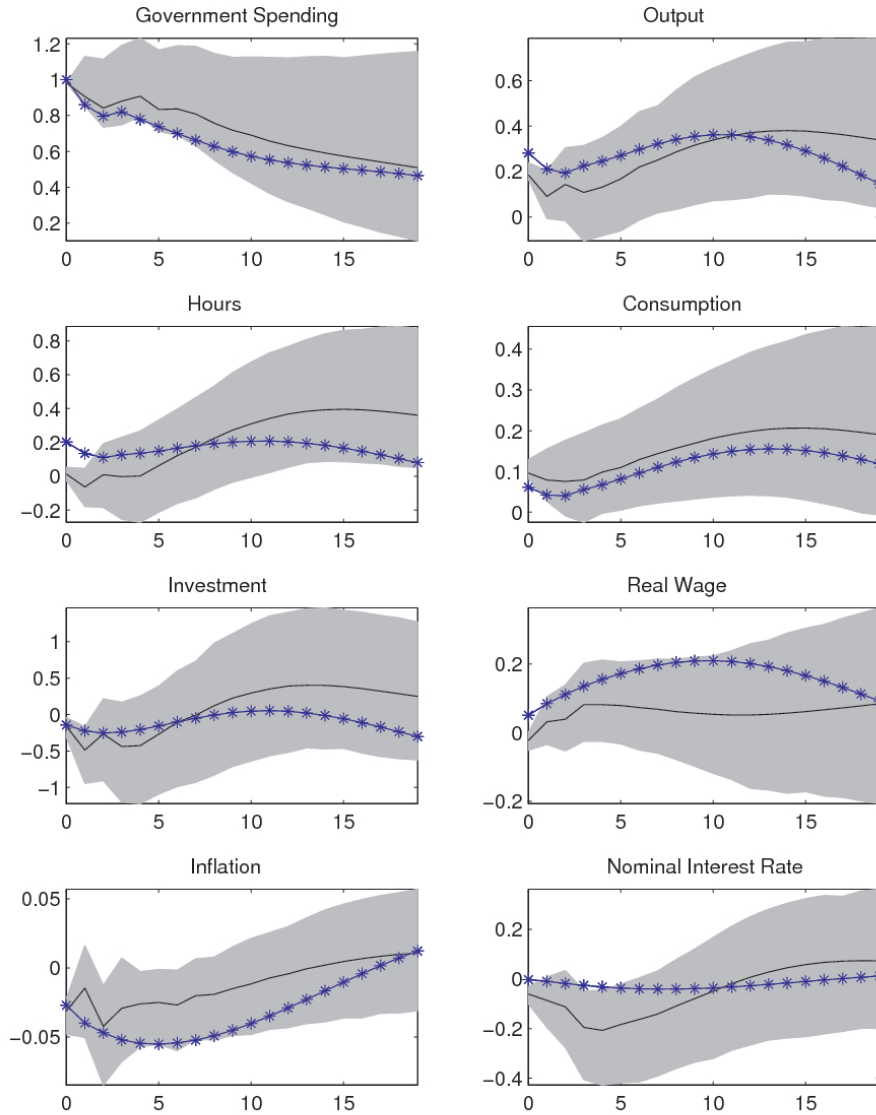 Government Spending
1.2
1
0.8
0.6
0.4
0.2
0 5 10 15
Output
0.6
0.4
0.2
0
0 5 10 15
Hours
0.8
0.6
0.4
0.2
0
−0.2
0 5 10 15
Consumption
0.4
0.3
0.2
0.1
0
0 5 10 15
Investment
1
0.5
0
−0.5
−1
0 5 10 15
Real Wage
0.2
0
−0.2
0 5 10 15
Inflation
0.05
0
−0.05
0 5 10 15
Nominal Interest Rate
0.2
0
−0.2
−0.4
0 5 10 15